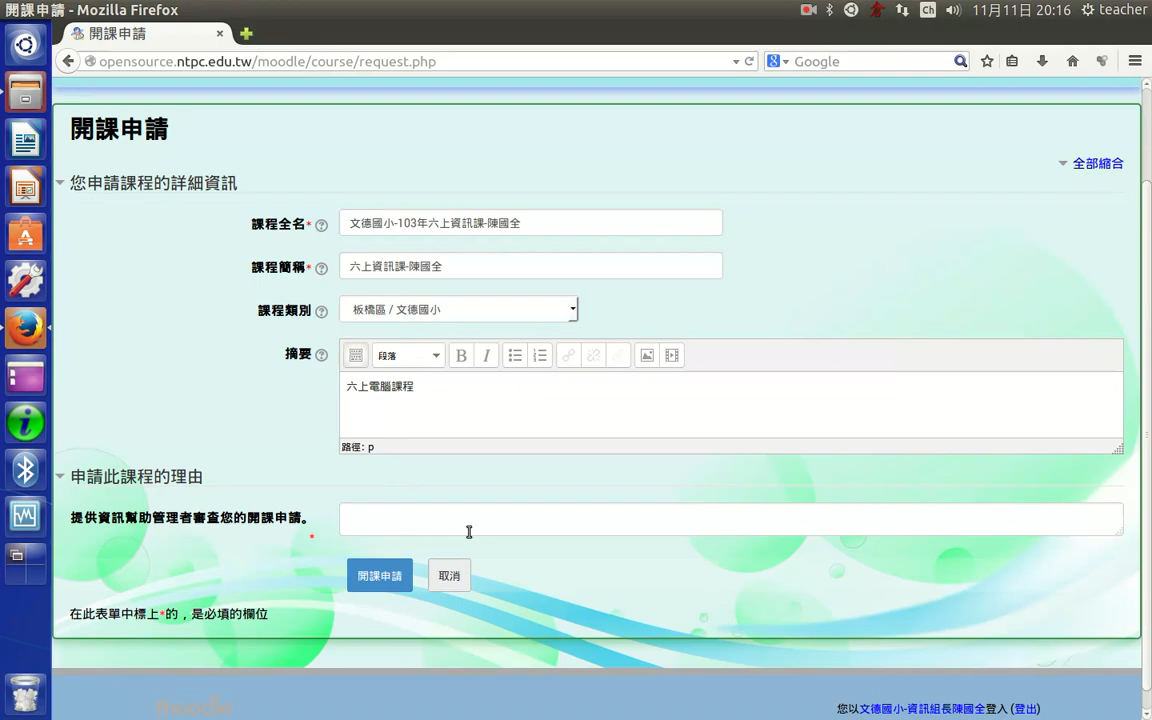 開課申請 - Mozilla Firefox
Ch
11月11日 20:16
teacher
開課申請
opensource.ntpc.edu.tw/moodle/course/request.php
Google
開課申請
全部縮合
您申請課程的詳細資訊
課程全名*
文德國小-103年六上資訊課-陳國全
課程簡稱*
六上資訊課-陳國全
課程類別
板橋區 / 文德國小
摘要
段落
B I
六上電腦課程
路徑: p
申請此課程的理由
提供資訊幫助管理者審查您的開課申請。
*
開課申請
取消
在此表單中標上*的，是必填的欄位
moodle
您以文德國小-資訊組長陳國全登入 (登出)